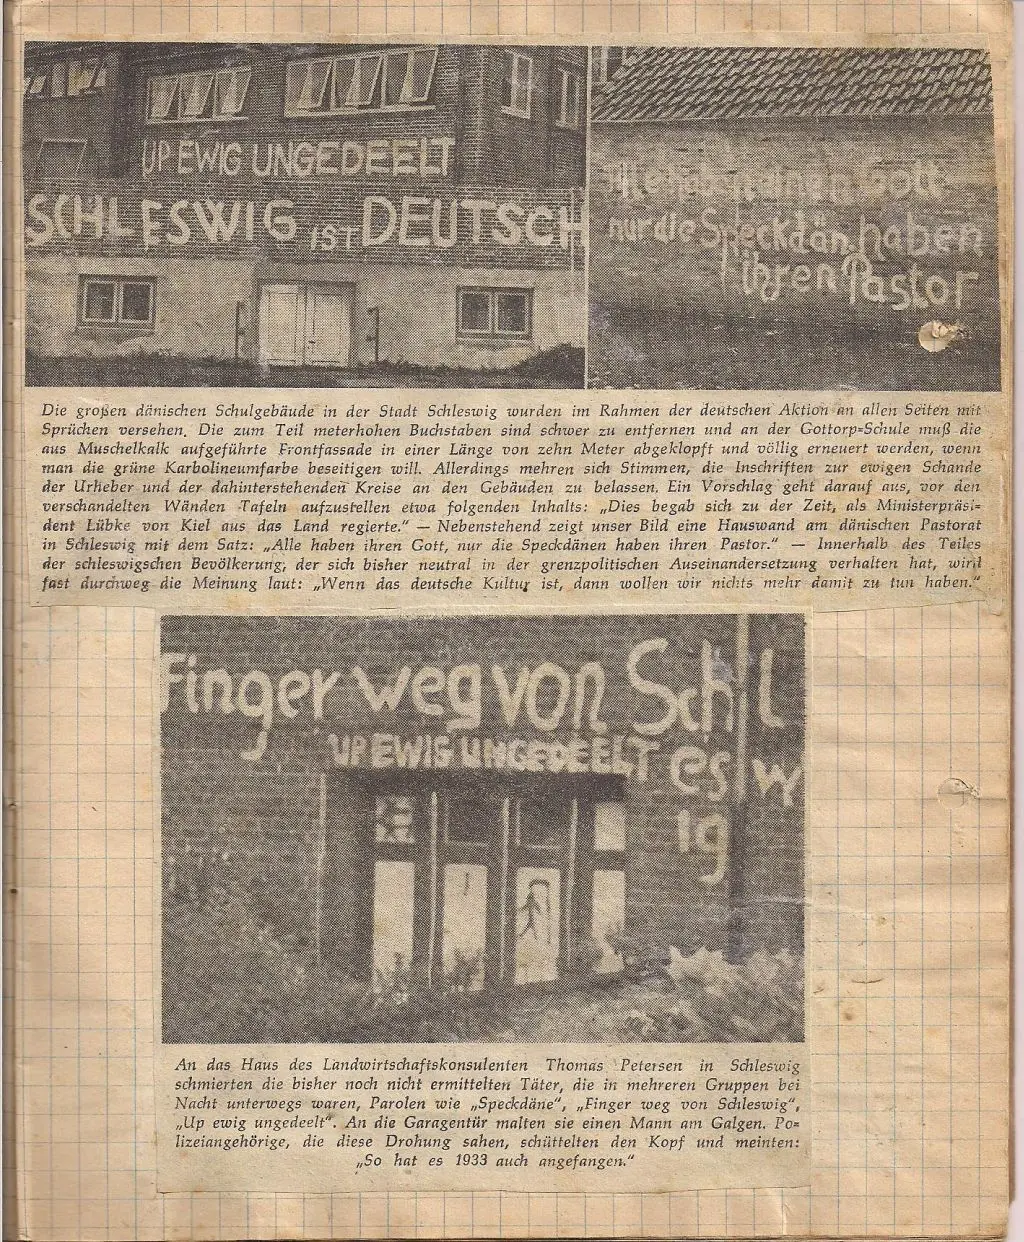 UP EWIG UNGEDEELT
SCHLESWIG IST DEUTSCH
Gott
nur die Speckdän haben
ihren Pastor
Die großen dänischen Schulgebäude in der Stadt Schleswig wurden im Rahmen der deutschen Aktion an allen Seiten mit
Sprüchen versehen. Die zum Teil meterhohen Buchstaben sind schwer zu entfernen und an der Gottorp=Schule muß die
aus Muschelkalk aufgeführte Frontfassade in einer Länge von zehn Meter abgeklopft und völlig erneuert werden, wenn
man die grüne Karbolineumfarbe beseitigen will. Allerdings mehren sich Stimmen, die Inschriften zur ewigen Schande
der Urheber und der dahinterstehenden Kreise an den Gebäuden zu belassen. Ein Vorschlag geht darauf aus, vor den
verschandelten Wänden Tafeln aufzustellen etwa folgenden Inhalts: „Dies begab sich zu der Zeit, als Ministerpräsi=
dent Lübke von Kiel aus das Land regierte.“ — Nebenstehend zeigt unser Bild eine Hauswand am dänischen Pastorat
in Schleswig mit dem Satz: „Alle haben ihren Gott, nur die Speckdänen haben ihren Pastor.“ — Innerhalb des Teiles
der schleswigschen Bevölkerung, der sich bisher neutral in der grenzpolitischen Auseinandersetzung verhalten hat, wird
fast durchweg die Meinung laut: „Wenn das deutsche Kultur ist, dann wollen wir nichts mehr damit zu tun haben.“
Finger weg von Schl
UP EWIG UNGEDEELT
esw
ig
An das Haus des Landwirtschaftskonsulenten Thomas Petersen in Schleswig
schmierten die bisher noch nicht ermittelten Täter, die in mehreren Gruppen bei
Nacht unterwegs waren, Parolen wie „Speckdäne“, „Finger weg von Schleswig“,
„Up ewig ungedeelt“. An die Garagentür malten sie einen Mann am Galgen. Po=
lizeiangehörige, die diese Drohung sahen, schüttelten den Kopf und meinten:
„So hat es 1933 auch angefangen.“